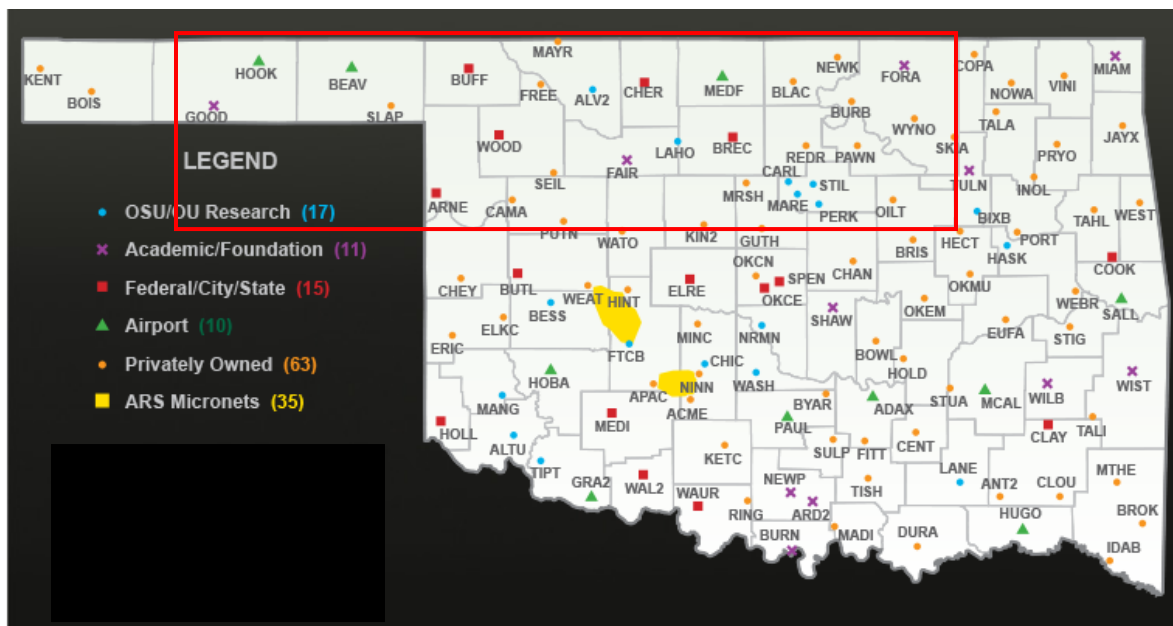 MAYR
COPA
MIAM
KENT
HOOK
BEAV
BUFF
CHER
MEDF
NEWK
FORA
BOIS
FREE
ALV2
BLAC
NOWA
VINI
GOOD
SLAP
BURB
WYNO
TALA
JAYX
LEGEND
WOOD
LAHO
BREC
REDR
PAWN
SKIA
PRYO
FAIR
CARL
STIL
TULN
INOL
SEIL
MRSH
MARE
ARNE
CAMA
PERK
OILT
BIXB
TAHL
WEST
OSU/OU Research (17)
PUTN
WATO
KIN2
GUTH
HECT
PORT
Academic/Foundation (11)
BRIS
HASK
OKCN
SPEN
CHAN
COOK
Federal/City/State (15)
CHEY
BUTL
WEAT
HINT
ELRE
OKCE
OKMU
WEBR
BESS
SHAW
OKEM
SALL
Airport (10)
ELKC
MINC
NRMN
EUFA
STIG
ERIC
FTCB
BOWL
Privately Owned (63)
CHIC
HOLD
HOBA
APAC
NINN
WASH
WIST
ARS Micronets (35)
MANG
ACME
BYAR
ADAX
STUA
MCAL
WILB
HOLL
MEDI
PAUL
CLAY
TALI
ALTU
KETC
SULP
FITT
CENT
TIPT
LANE
MTHE
GRA2
WAL2
WAUR
NEWP
TISH
ANT2
CLOU
RING
ARD2
HUGO
BROK
BURN
MADI
DURA
IDAB